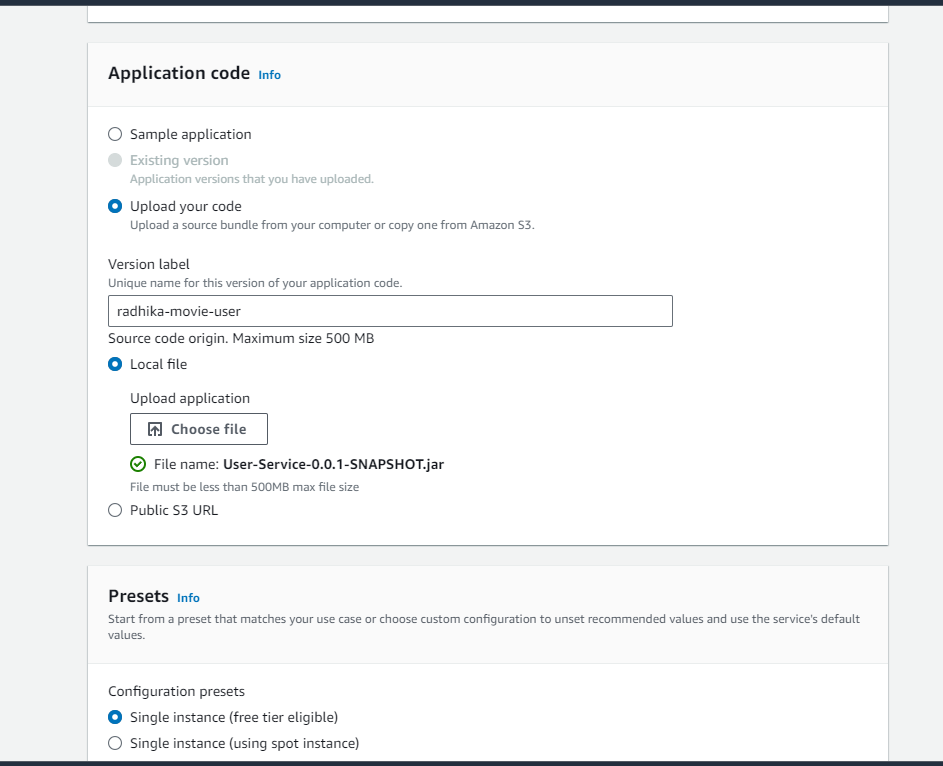 Application code Info
Sample application
Existing version
Application versions that you have uploaded.
Upload your code
Upload a source bundle from your computer or copy one from Amazon S3.
Version label
Unique name for this version of your application code.
radhika-movie-user
Source code origin. Maximum size 500 MB
Local file
Upload application
Choose file
File name: User-Service-0.0.1-SNAPSHOT.jar
File must be less than 500MB max file size
Public S3 URL
Presets Info
Start from a preset that matches your use case or choose custom configuration to unset recommended values and use the service's default
values.
Configuration presets
Single instance (free tier eligible)
Single instance (using spot instance)